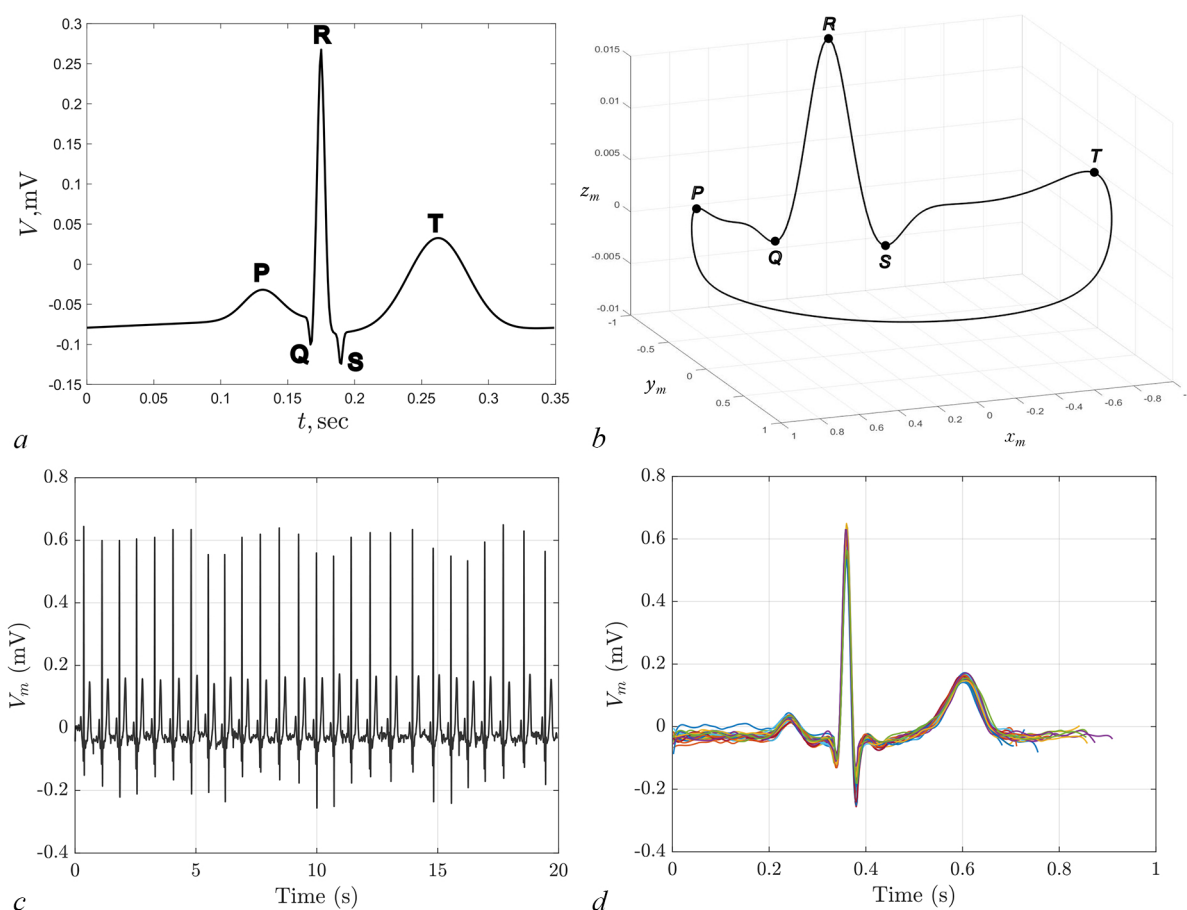 0.3
0.25
0.2
0.15
0.1
0.05
0
-0.05
-0.1
-0.15
V,mV
P
Q
R
S
T
0 0.05 0.1 0.15 0.2 0.25 0.3 0.35
t, sec
a
0.015
0.01
0.005
0
-0.005
-0.01
zₘ
P
Q
R
S
T
-1 -0.5 0 0.5 1
yₘ
1 0.8 0.6 0.4 0.2 0 -0.2 -0.4 -0.6 -0.8 -
xₘ
b
0.8
0.6
0.4
0.2
0
-0.2
-0.4
Vₘ (mV)
0 5 10 15 20
Time (s)
c
0.8
0.6
0.4
0.2
0
-0.2
-0.4
Vₘ (mV)
0 0.2 0.4 0.6 0.8 1
Time (s)
d